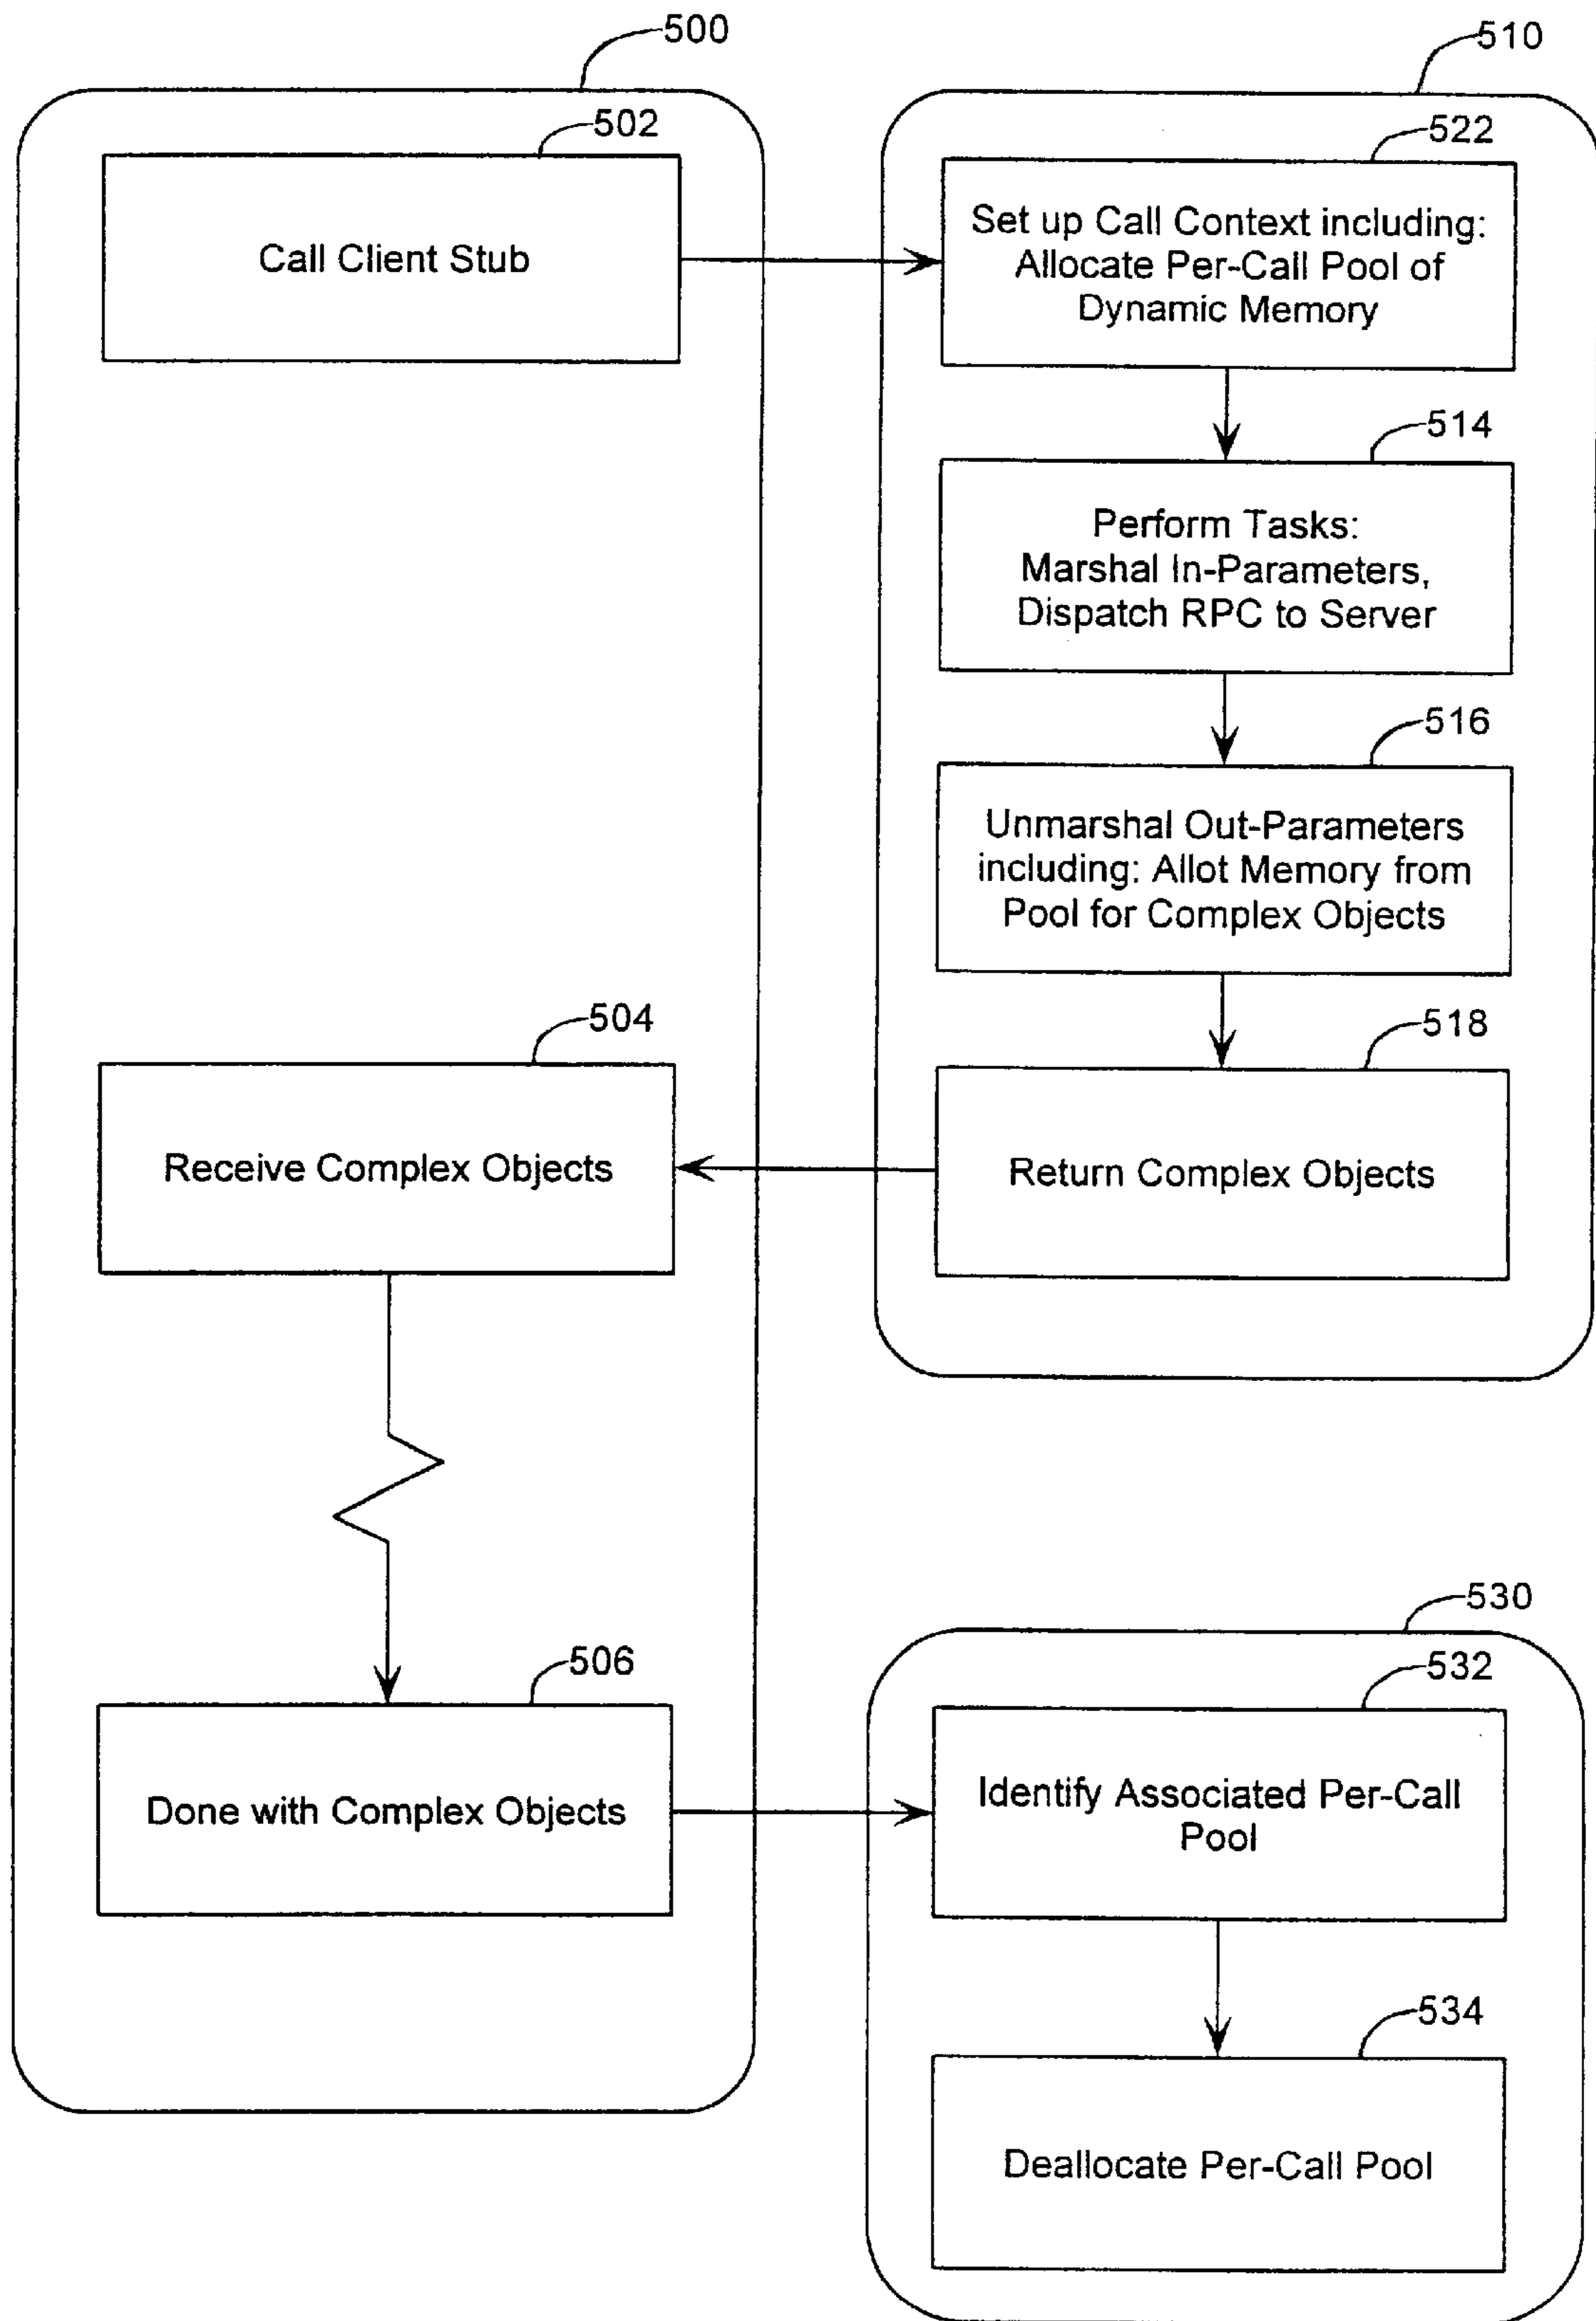 500
510
502
522
Call Client Stub
Set up Call Context including:
Allocate Per-Call Pool of
Dynamic Memory
514
Perform Tasks:
Marshal In-Parameters,
Dispatch RPC to Server
516
Unmarshal Out-Parameters
including: Allot Memory from
Pool for Complex Objects
504
518
Receive Complex Objects
Return Complex Objects
530
506
532
Done with Complex Objects
Identify Associated Per-Call
Pool
534
Deallocate Per-Call Pool